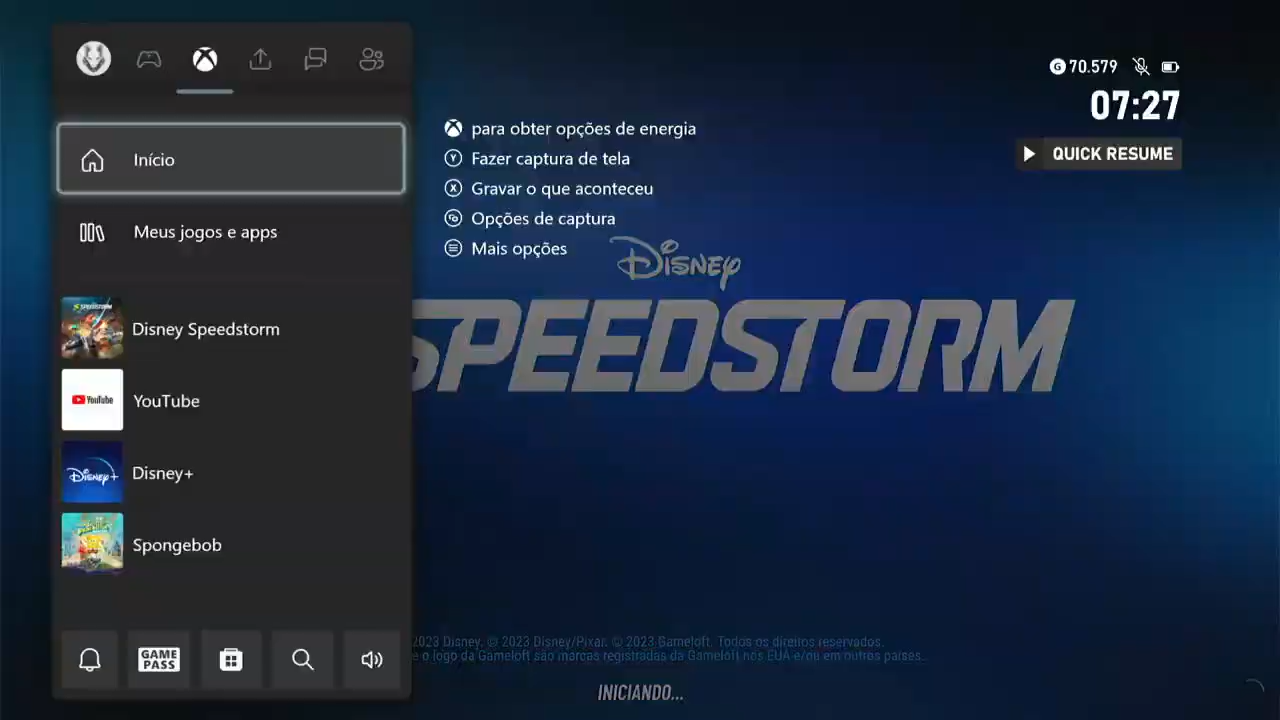 Início
Meus jogos e apps
Disney Speedstorm
YouTube
YouTube
Disney+
Disney+
Spongebob
GAME
PASS
para obter opções de energia
Y Fazer captura de tela
X Gravar o que aconteceu
Opções de captura
Mais opções
G 70.579
07:27
QUICK RESUME
Disney
SPEEDSTORM
2023 Disney. © 2023 Disney/Pixar. © 2023 Gameloft. Todos os direitos reservados.
e o logo da Gameloft são marcas registradas da Gameloft nos EUA e/ou em outros países.
INICIANDO...